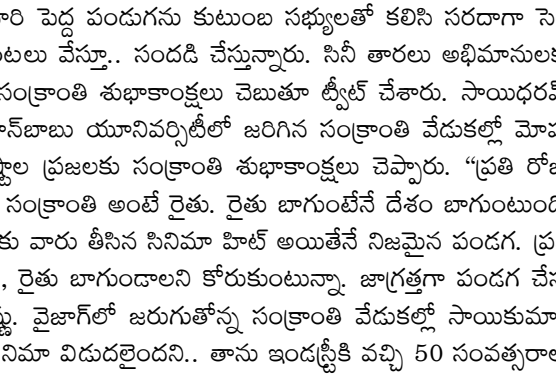 వారి పెద్ద పండుగను కుటుంబ సభ్యులతో కలిసి సరదాగా సె
ంటలు వేస్తూ.. సందడి చేస్తున్నారు. సినీ తారలు అభిమానులక
సంక్రాంతి శుభాకాంక్షలు చెబుతూ ట్వీట్ చేశారు. సాయిధరమ్
ాన్‌బాబు యూనివర్సిటీలో జరిగిన సంక్రాంతి వేడుకల్లో మోహ
ష్ట్రాల ప్రజలకు సంక్రాంతి శుభాకాంక్షలు చెప్పారు. “ప్రతి రోజ
సంక్రాంతి అంటే రైతు. రైతు బాగుంటేనే దేశం బాగుంటుంది
కు వారు తీసిన సినిమా హిట్ అయితేనే నిజమైన పండగ. ప్ర
, రైతు బాగుండాలని కోరుకుంటున్నా. జాగ్రత్తగా పండగ చేస
ష్ణు. వైజాగ్‌లో జరుగుతోన్న సంక్రాంతి వేడుకల్లో సాయికుమా
నిమా విడుదలైందని.. తాను ఇండస్ట్రీకి వచ్చి 50 సంవత్సరాల